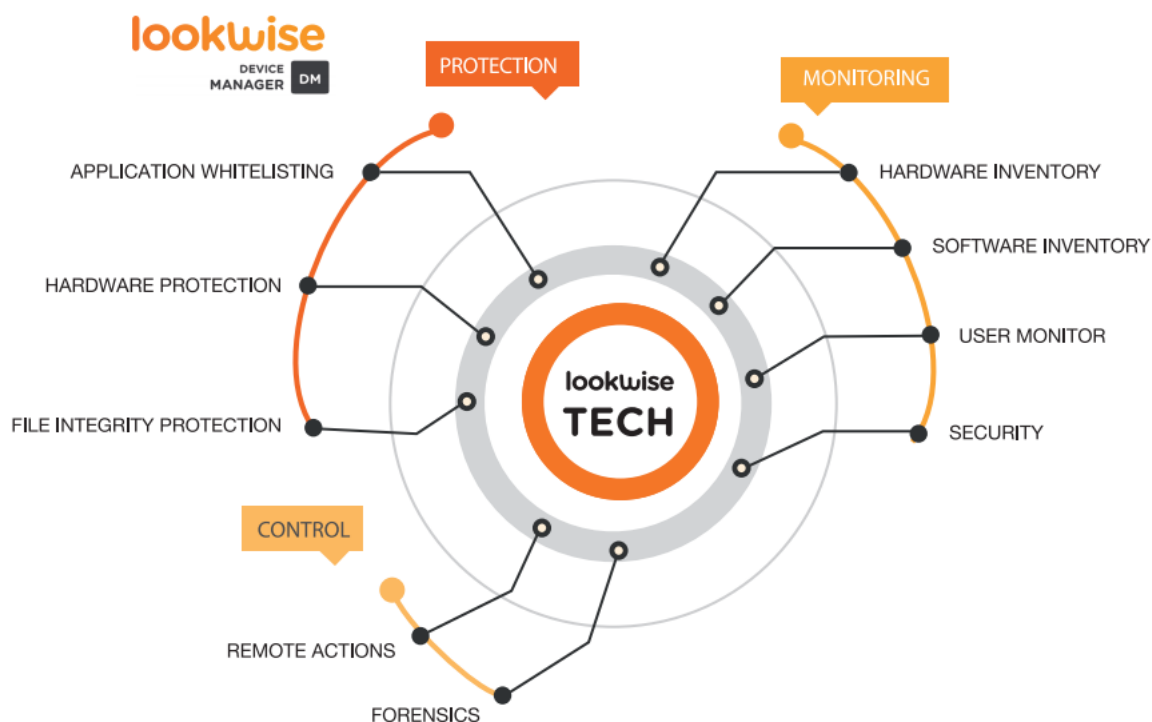 lookwise
DEVICE
MANAGER DM
PROTECTION
APPLICATION WHITELISTING
HARDWARE PROTECTION
FILE INTEGRITY PROTECTION
MONITORING
HARDWARE INVENTORY
SOFTWARE INVENTORY
USER MONITOR
SECURITY
lookwise
TECH
CONTROL
REMOTE ACTIONS
FORENSICS